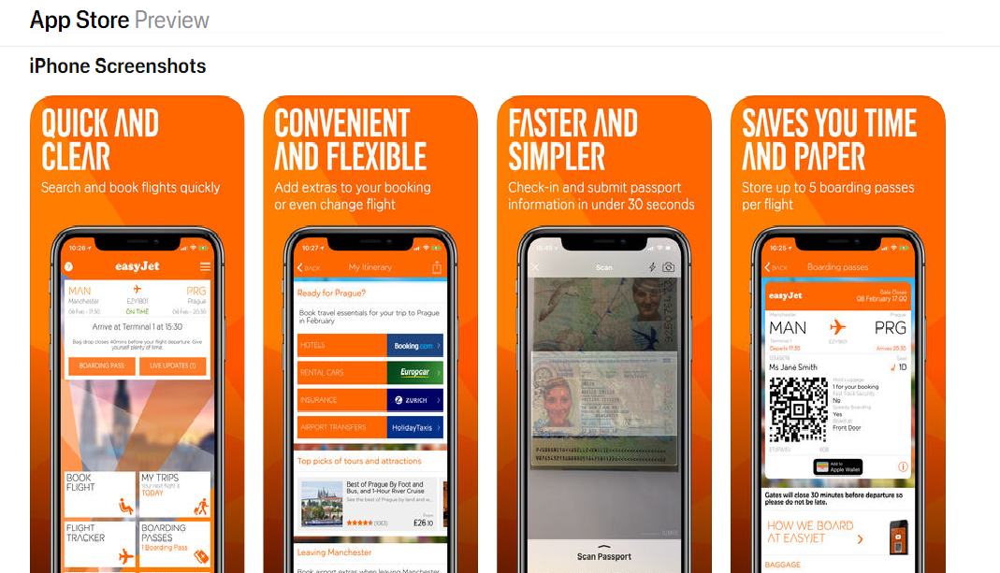 App Store Preview
iPhone Screenshots
QUICK AND
CLEAR
Search and book flights quickly
10:26
easyJet
MAN
PRG
Manchester
EZY1801
Prague
08 Feb - 17:30
ON TIME
08 Feb - 20:30
Arrive at Terminal 1 at 15:30
Bag drop closes 40mins before your flight departure. Give
yourself plenty of time.
BOARDING PASS
LIVE UPDATES (1)
BOOK
FLIGHT
MY TRIPS
Your next flight is
TODAY
FLIGHT
TRACKER
BOARDING
PASSES
1 Boarding Pass
CONVENIENT
AND FLEXIBLE
Add extras to your booking
or even change flight
10:27
BACK
My Itinerary
Ready for Prague?
Book travel essentials for your trip to Prague
in February
HOTELS
Booking.com
RENTAL CARS
Europcar
INSURANCE
ZURICH
AIRPORT TRANSFERS
HolidayTaxis
Top picks of tours and attractions
Best of Prague By Foot and
Bus, and 1-Hour River Cruise
See the best of Prague by land and w...
From
(1063)
£26.10
Leaving Manchester
Book airport extras when leaving Manchester
FASTER AND
SIMPLER
Check-in and submit passport
information in under 30 seconds
Scan
Scan Passport
SAVES YOU TIME
AND PAPER
Store up to 5 boarding passes
per flight
10:25
BACK
Boarding passes
easyJet
Gate Closes
08 February 17:00
Manchester
Prague
MAN
PRG
Terminal 1
EZY1801
Departs 17:30
Arrives 20:30
Seat
Ms Jane Smith
1D
Hold Luggage
1 for your booking
Fast Track Security
No
Speedy Boarding
Yes
Board at
Front Door
Add to
Apple Wallet
Gates will close 30 minutes before departure so
please do not be late.
HOW WE BOARD
AT EASYJET
BAGGAGE